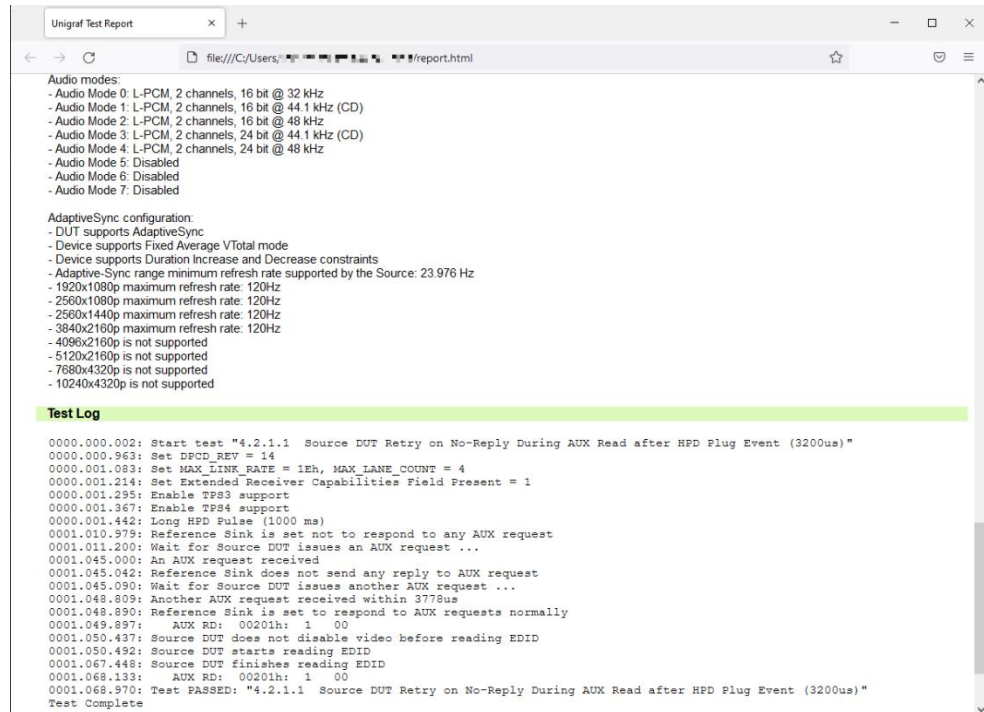 Unigraf Test Report
file:///C:/Users/ /report.html
Audio modes:
- Audio Mode 0: L-PCM, 2 channels, 16 bit @ 32 kHz
- Audio Mode 1: L-PCM, 2 channels, 16 bit @ 44.1 kHz (CD)
- Audio Mode 2: L-PCM, 2 channels, 16 bit @ 48 kHz
- Audio Mode 3: L-PCM, 2 channels, 24 bit @ 44.1 kHz (CD)
- Audio Mode 4: L-PCM, 2 channels, 24 bit @ 48 kHz
- Audio Mode 5: Disabled
- Audio Mode 6: Disabled
- Audio Mode 7: Disabled
AdaptiveSync configuration:
- DUT supports AdaptiveSync
- Device supports Fixed Average VTotal mode
- Device supports Duration Increase and Decrease constraints
- Adaptive-Sync range minimum refresh rate supported by the Source: 23.976 Hz
- 1920x1080p maximum refresh rate: 120Hz
- 2560x1080p maximum refresh rate: 120Hz
- 2560x1440p maximum refresh rate: 120Hz
- 3840x2160p maximum refresh rate: 120Hz
- 4096x2160p is not supported
- 5120x2160p is not supported
- 7680x4320p is not supported
- 10240x4320p is not supported
Test Log
0000.000.002: Start test "4.2.1.1  Source DUT Retry on No-Reply During AUX Read after HPD Plug Event (3200us)"
0000.000.963: Set DPCD_REV = 14
0000.001.083: Set MAX_LINK_RATE = 1Eh, MAX_LANE_COUNT = 4
0000.001.214: Set Extended Receiver Capabilities Field Present = 1
0000.001.295: Enable TPS3 support
0000.001.367: Enable TPS4 support
0000.001.442: Long HPD Pulse (1000 ms)
0001.010.979: Reference Sink is set not to respond to any AUX request
0001.011.200: Wait for Source DUT issues an AUX request ...
0001.045.000: An AUX request received
0001.045.042: Reference Sink does not send any reply to AUX request
0001.045.090: Wait for Source DUT issues another AUX request ...
0001.048.809: Another AUX request received within 3778us
0001.048.890: Reference Sink is set to respond to AUX requests normally
0001.049.897:    AUX RD:  00201h:  1   00
0001.050.437: Source DUT does not disable video before reading EDID
0001.050.492: Source DUT starts reading EDID
0001.067.448: Source DUT finishes reading EDID
0001.068.133:    AUX RD:  00201h:  1   00
0001.068.970: Test PASSED: "4.2.1.1  Source DUT Retry on No-Reply During AUX Read after HPD Plug Event (3200us)"
Test Complete